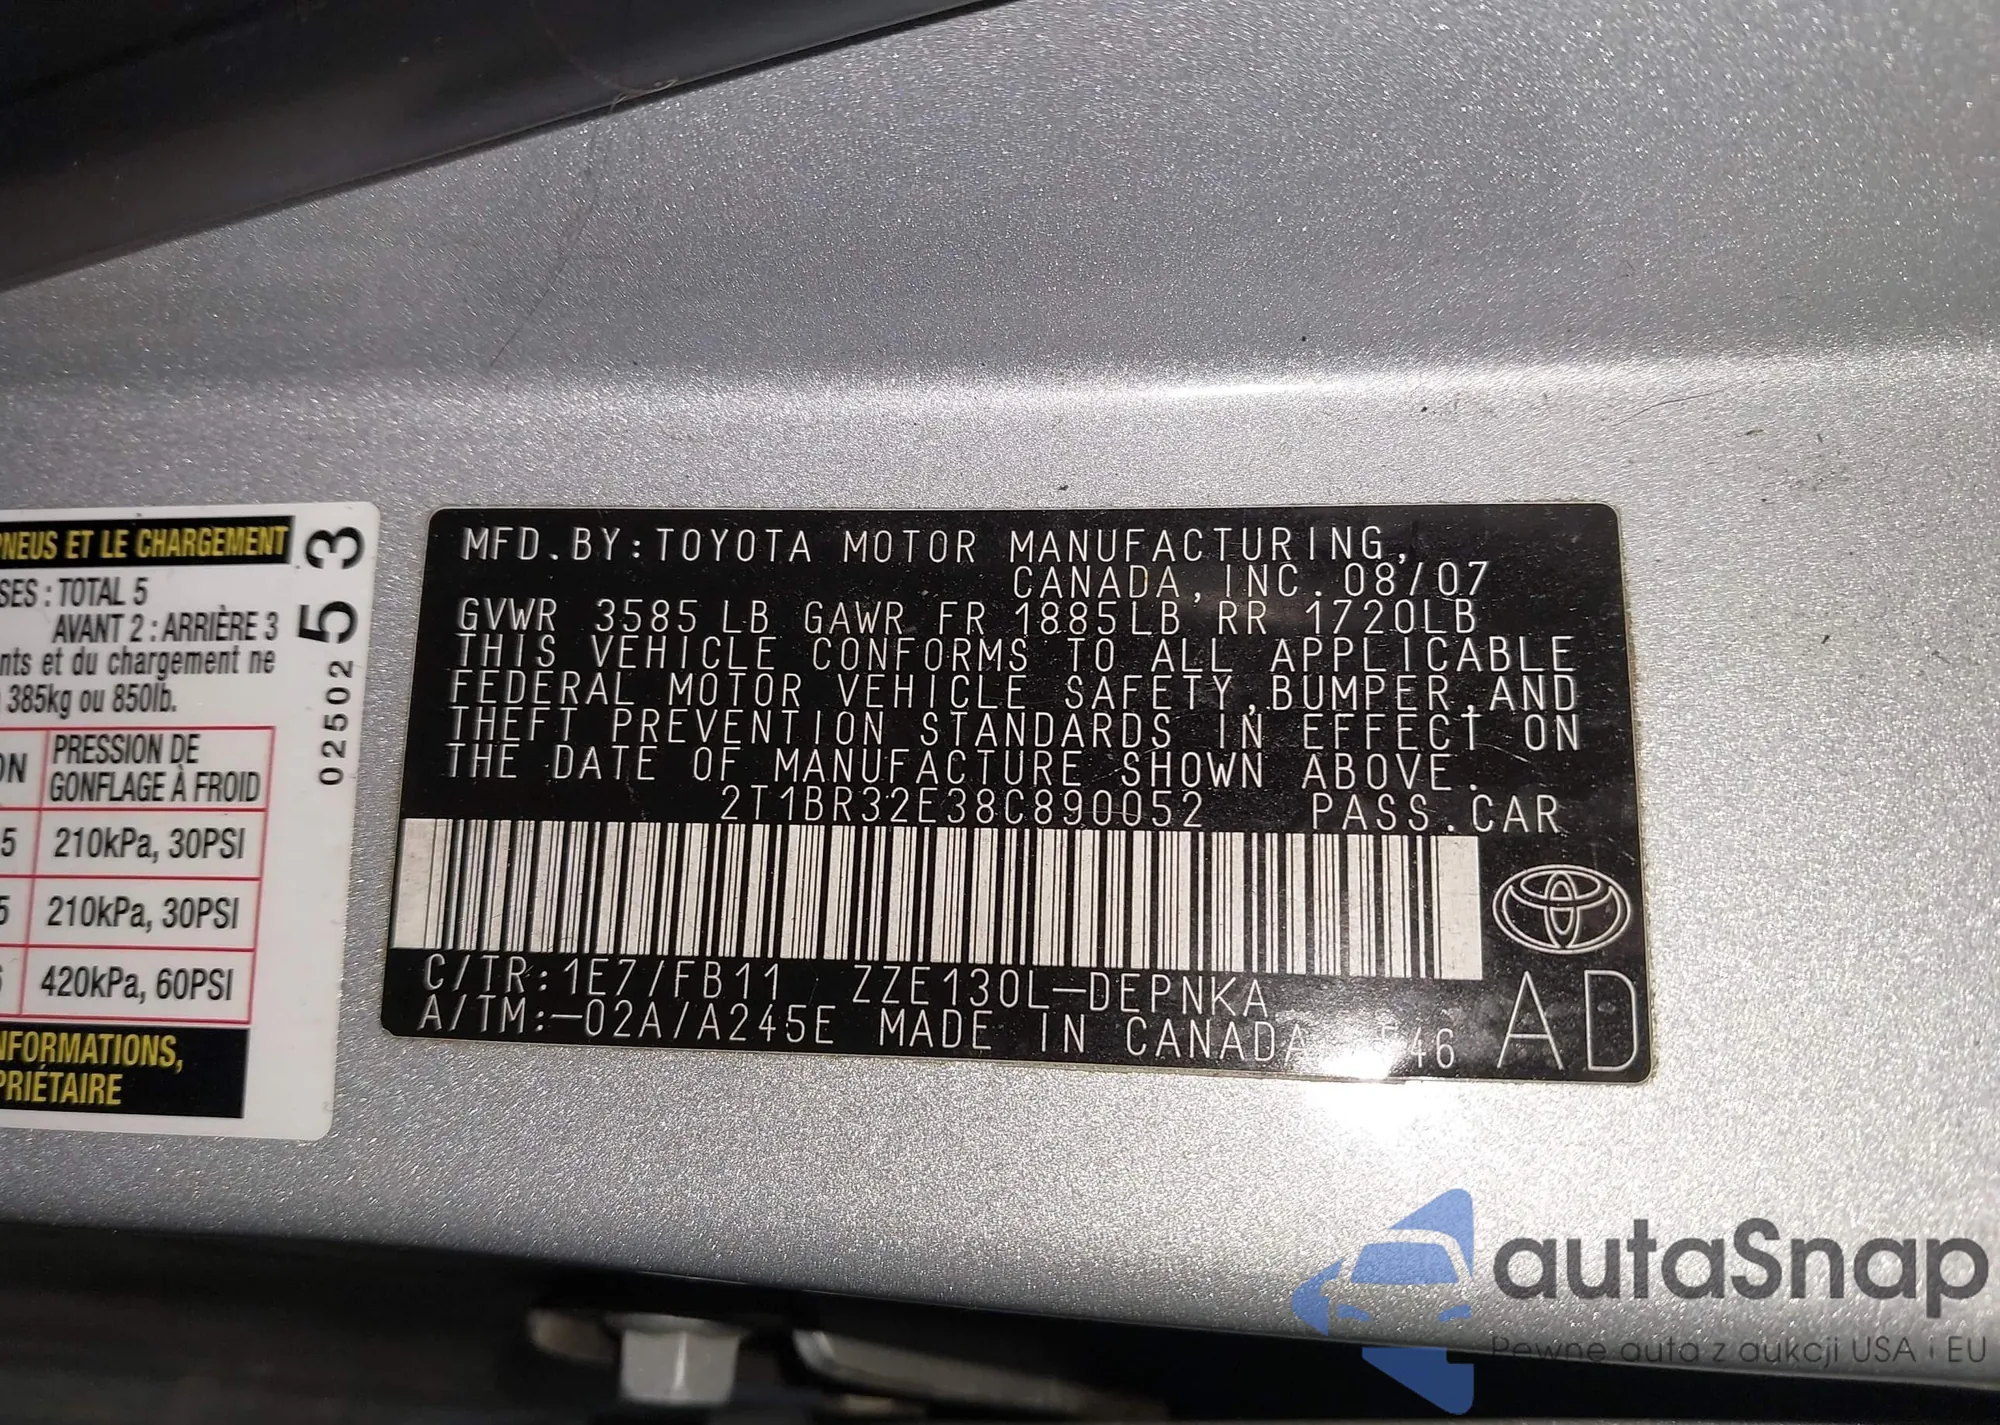 PNEUS ET LE CHARGEMENT
SES : TOTAL 5
AVANT 2 : ARRIÈRE 3
nts et du chargement ne
385kg ou 850lb.
ON
PRESSION DE
GONFLAGE À FROID
5 210kPa, 30PSI
5 210kPa, 30PSI
420kPa, 60PSI
NFORMATIONS,
PRIÉTAIRE
02502 53
MFD.BY:TOYOTA MOTOR MANUFACTURING,
CANADA, INC. 08/07
GVWR 3585LB GAWR FR 1885LB RR 1720LB
THIS VEHICLE CONFORMS TO ALL APPLICABLE
FEDERAL MOTOR VEHICLE SAFETY,BUMPER,AND
THEFT PREVENTION STANDARDS IN EFFECT ON
THE DATE OF MANUFACTURE SHOWN ABOVE.
2T1BR32E38C890052 PASS.CAR
C/TR:1E7/FB11 ZZE130L-DEPNKA
A/TM:-02A/A245E MADE IN CANADA
AD
autaSnap
Pewne auta z aukcji USA i EU